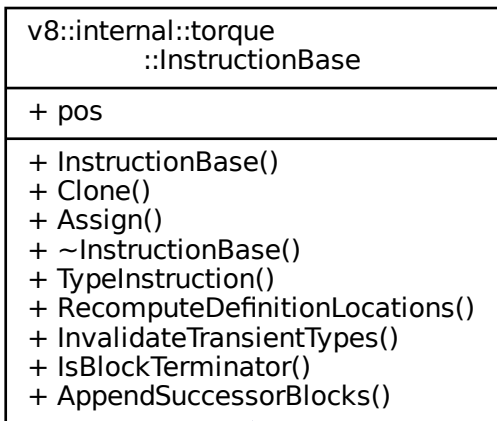 v8::internal::torque
::InstructionBase
+ pos
+ InstructionBase()
+ Clone()
+ Assign()
+ ~InstructionBase()
+ TypeInstruction()
+ RecomputeDefinitionLocations()
+ InvalidateTransientTypes()
+ IsBlockTerminator()
+ AppendSuccessorBlocks()